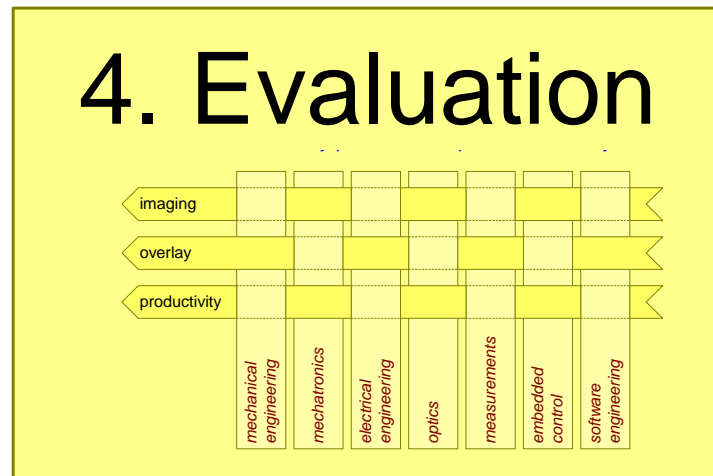 4. Evaluation
imaging
overlay
productivity
mechanical
engineering
mechatronics
electrical
engineering
optics
measurements
embedded
control
software
engineering